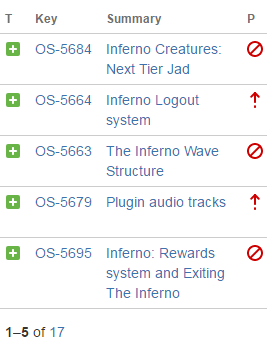 T Key Summary P
OS-5684 Inferno Creatures:
Next Tier Jad
OS-5664 Inferno Logout
system
OS-5663 The Inferno Wave
Structure
OS-5679 Plugin audio tracks
OS-5695 Inferno: Rewards
system and Exiting
The Inferno
1–5 of 17